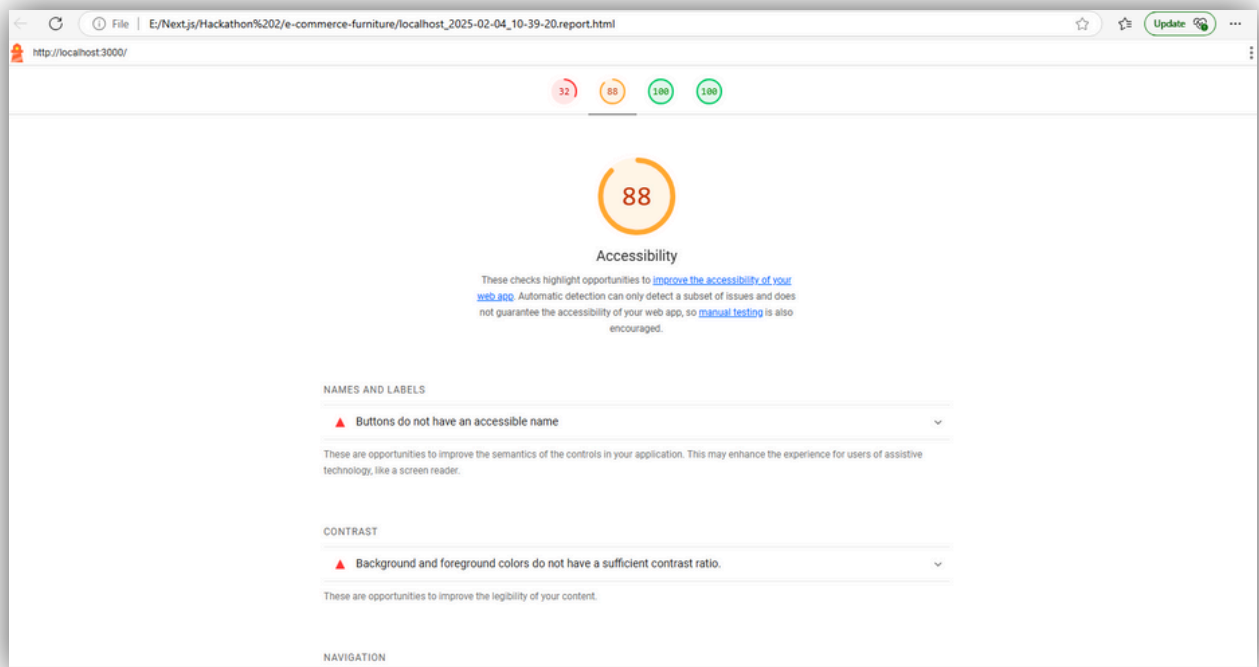 File
E:/Next.js/Hackathon%202/e-commerce-furniture/localhost_2025-02-04_10-39-20.report.html
Update
http://localhost:3000/
32
88
100
100
88
Accessibility
These checks highlight opportunities to improve the accessibility of your
web app. Automatic detection can only detect a subset of issues and does
not guarantee the accessibility of your web app, so manual testing is also
encouraged.
NAMES AND LABELS
Buttons do not have an accessible name
These are opportunities to improve the semantics of the controls in your application. This may enhance the experience for users of assistive
technology, like a screen reader.
CONTRAST
Background and foreground colors do not have a sufficient contrast ratio.
These are opportunities to improve the legibility of your content.
NAVIGATION